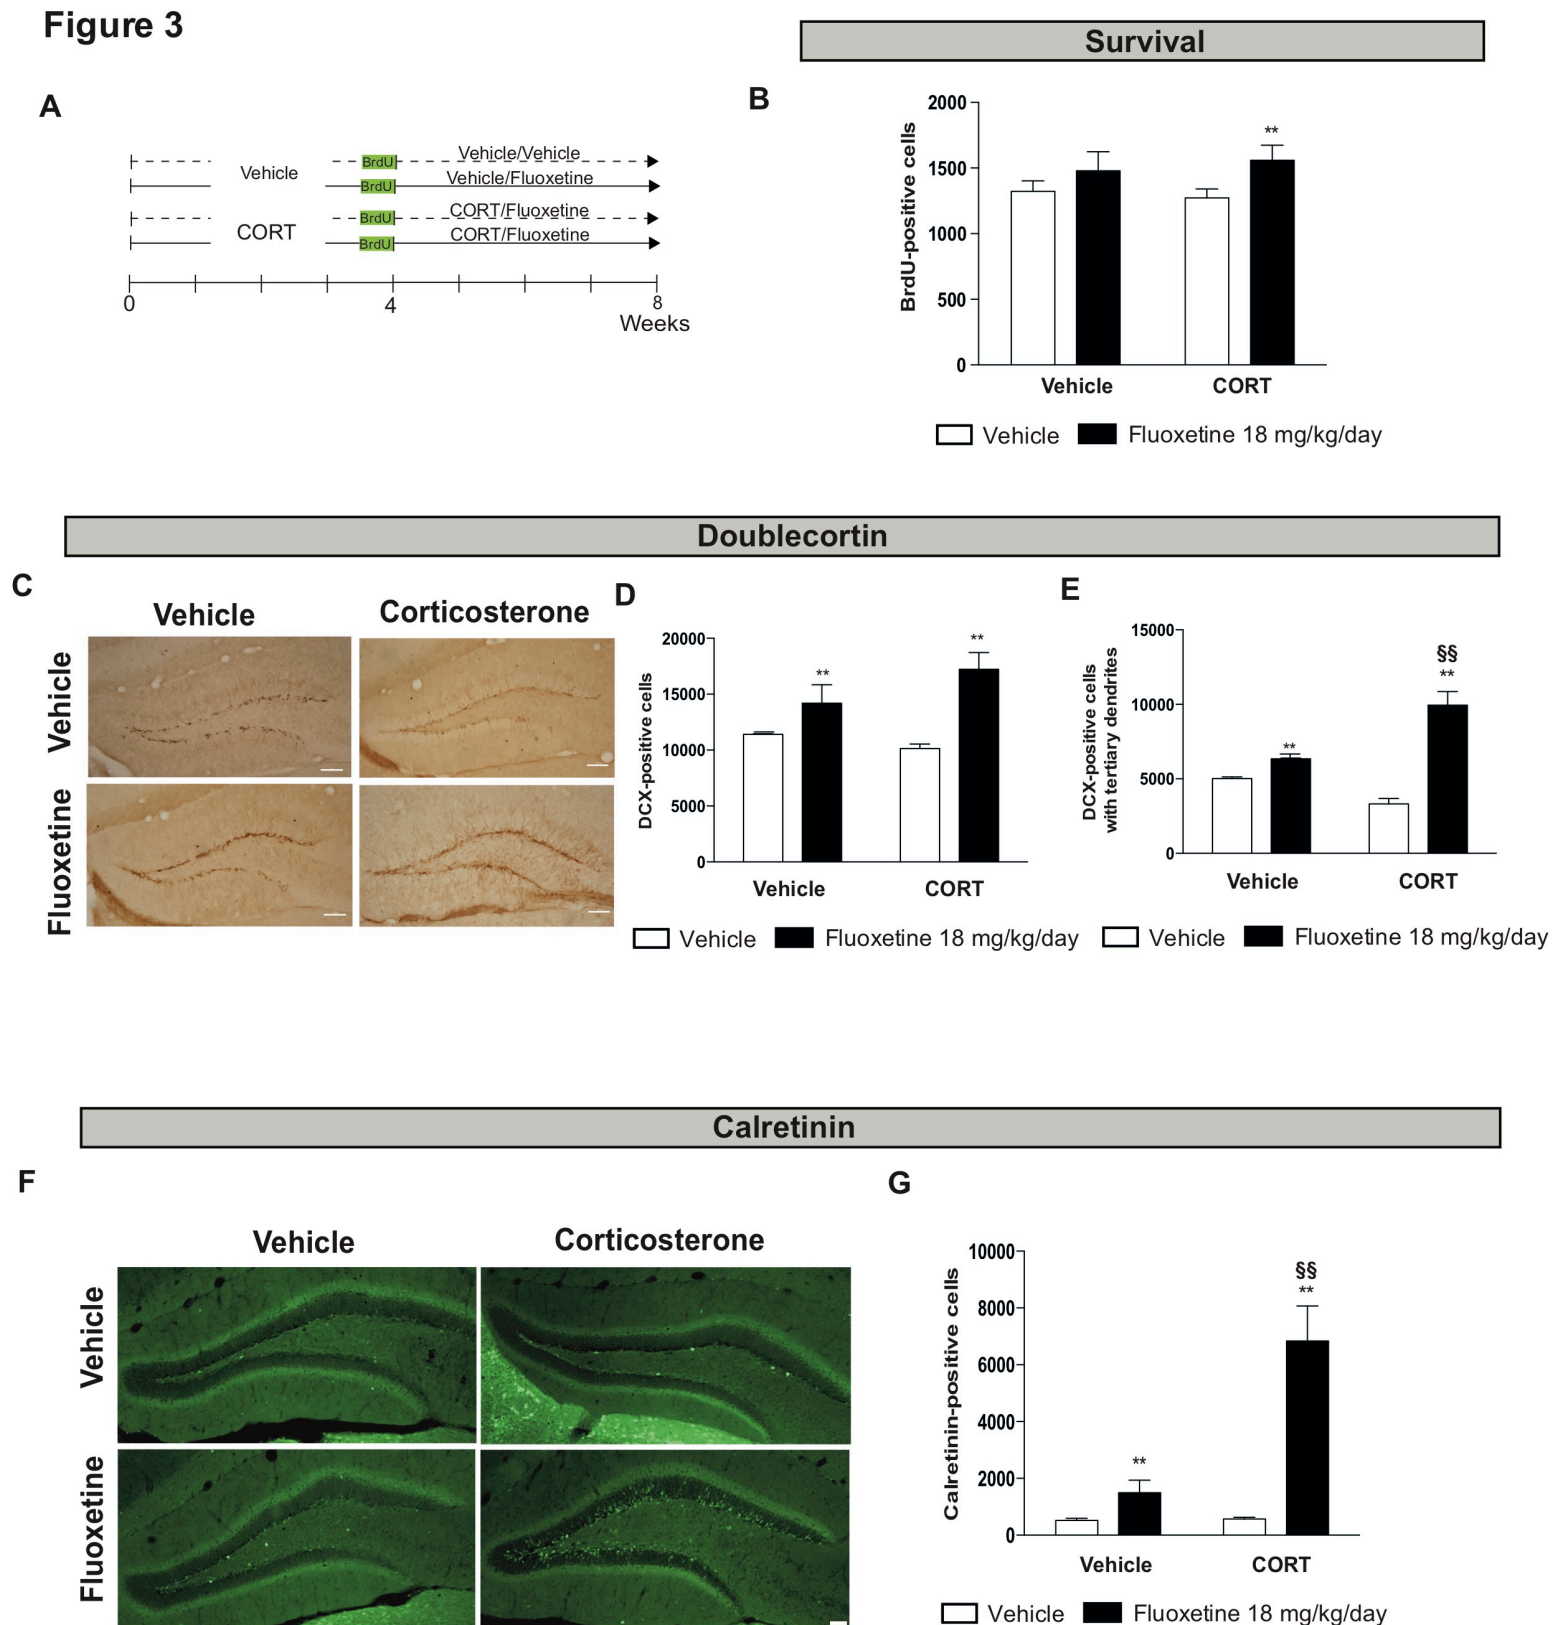 Figure 3
Survival
A
BrdU
Vehicle/Vehicle
Vehicle
BrdU
Vehicle/Fluoxetine
BrdU
CORT/Fluoxetine
CORT
BrdU
CORT/Fluoxetine
0
4
8
Weeks
B
BrdU-positive cells
2000
1500
1000
500
0
**
Vehicle
CORT
Vehicle
Fluoxetine 18 mg/kg/day
Doublecortin
C
Vehicle
Corticosterone
Vehicle
Fluoxetine
D
DCX-positive cells
20000
15000
10000
5000
0
**
**
Vehicle
CORT
Vehicle
Fluoxetine 18 mg/kg/day
E
DCX-positive cells
with tertiary dendrites
15000
10000
5000
0
**
§§
**
Vehicle
CORT
Vehicle
Fluoxetine 18 mg/kg/day
Calretinin
F
Vehicle
Corticosterone
Vehicle
Fluoxetine
G
Calretinin-positive cells
10000
8000
6000
4000
2000
0
**
§§
**
Vehicle
CORT
Vehicle
Fluoxetine 18 mg/kg/day